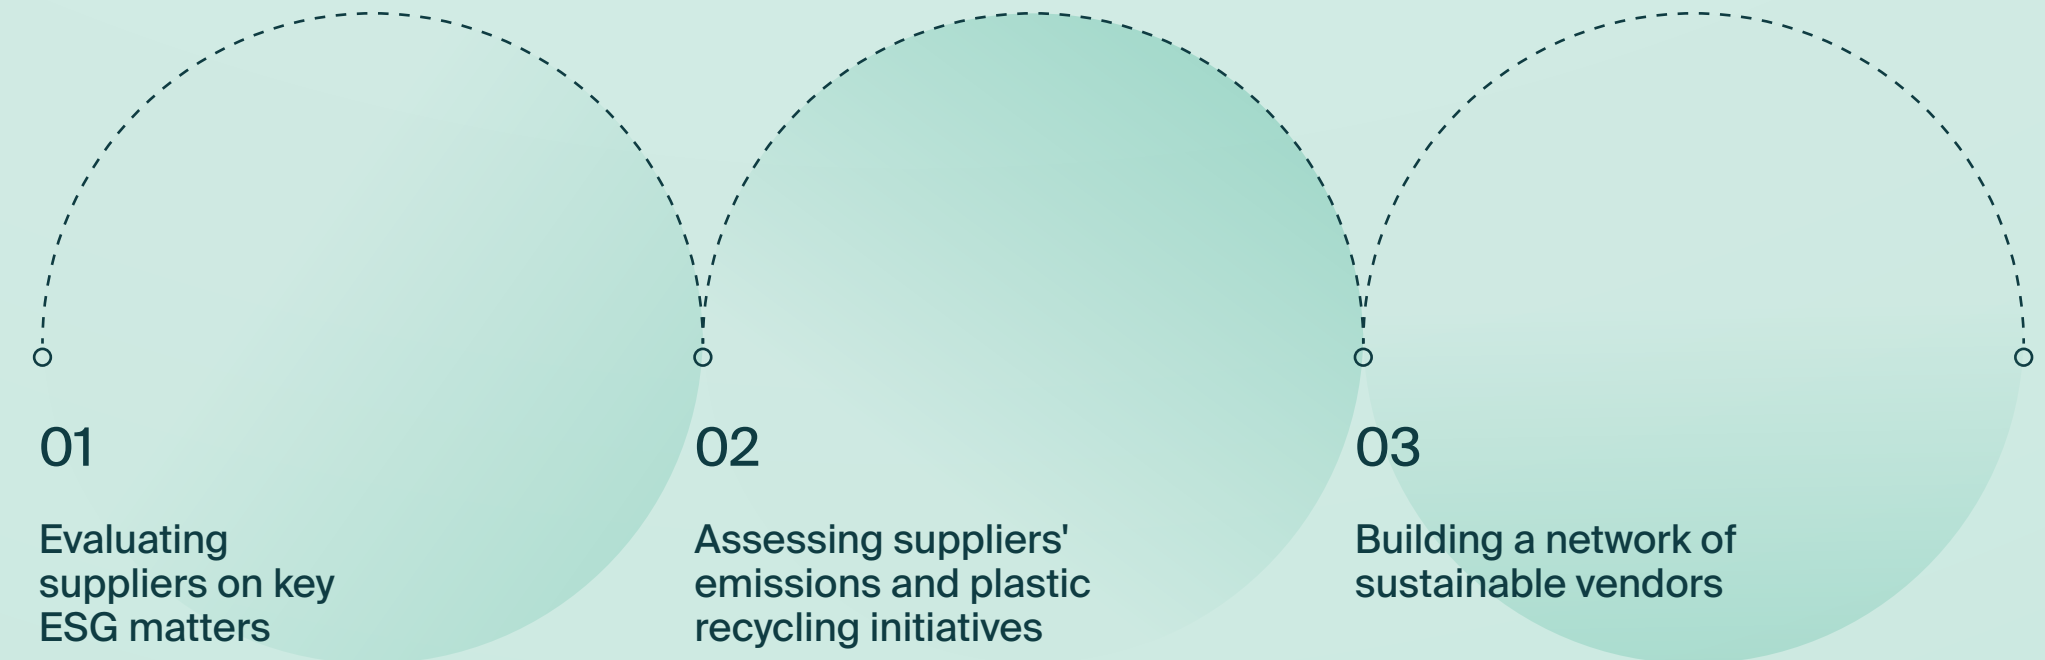 01
Evaluating
suppliers on key
ESG matters
02
Assessing suppliers'
emissions and plastic
recycling initiatives
03
Building a network of
sustainable vendors